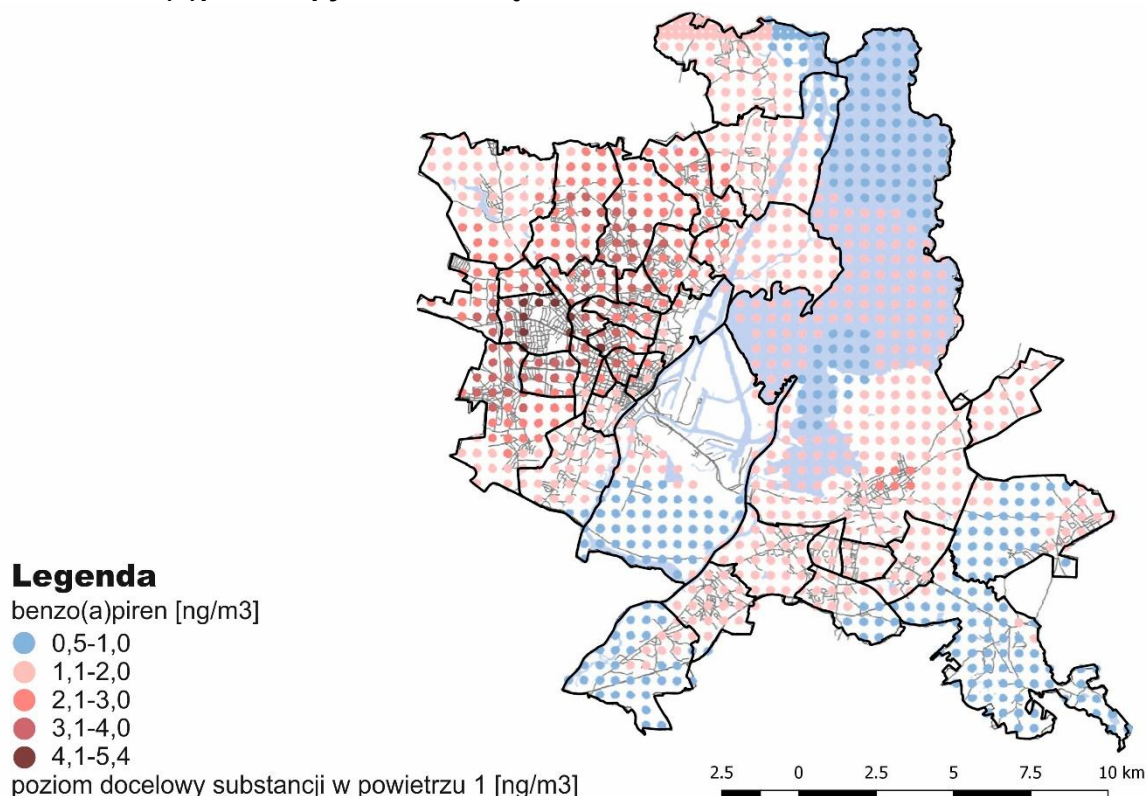 Legenda
benzo(a)piren [ng/m3]
0,5-1,0
1,1-2,0
2,1-3,0
3,1-4,0
4,1-5,4
poziom docelowy substancji w powietrzu 1 [ng/m3]
2.5 0 2.5 5 7.5 10 km